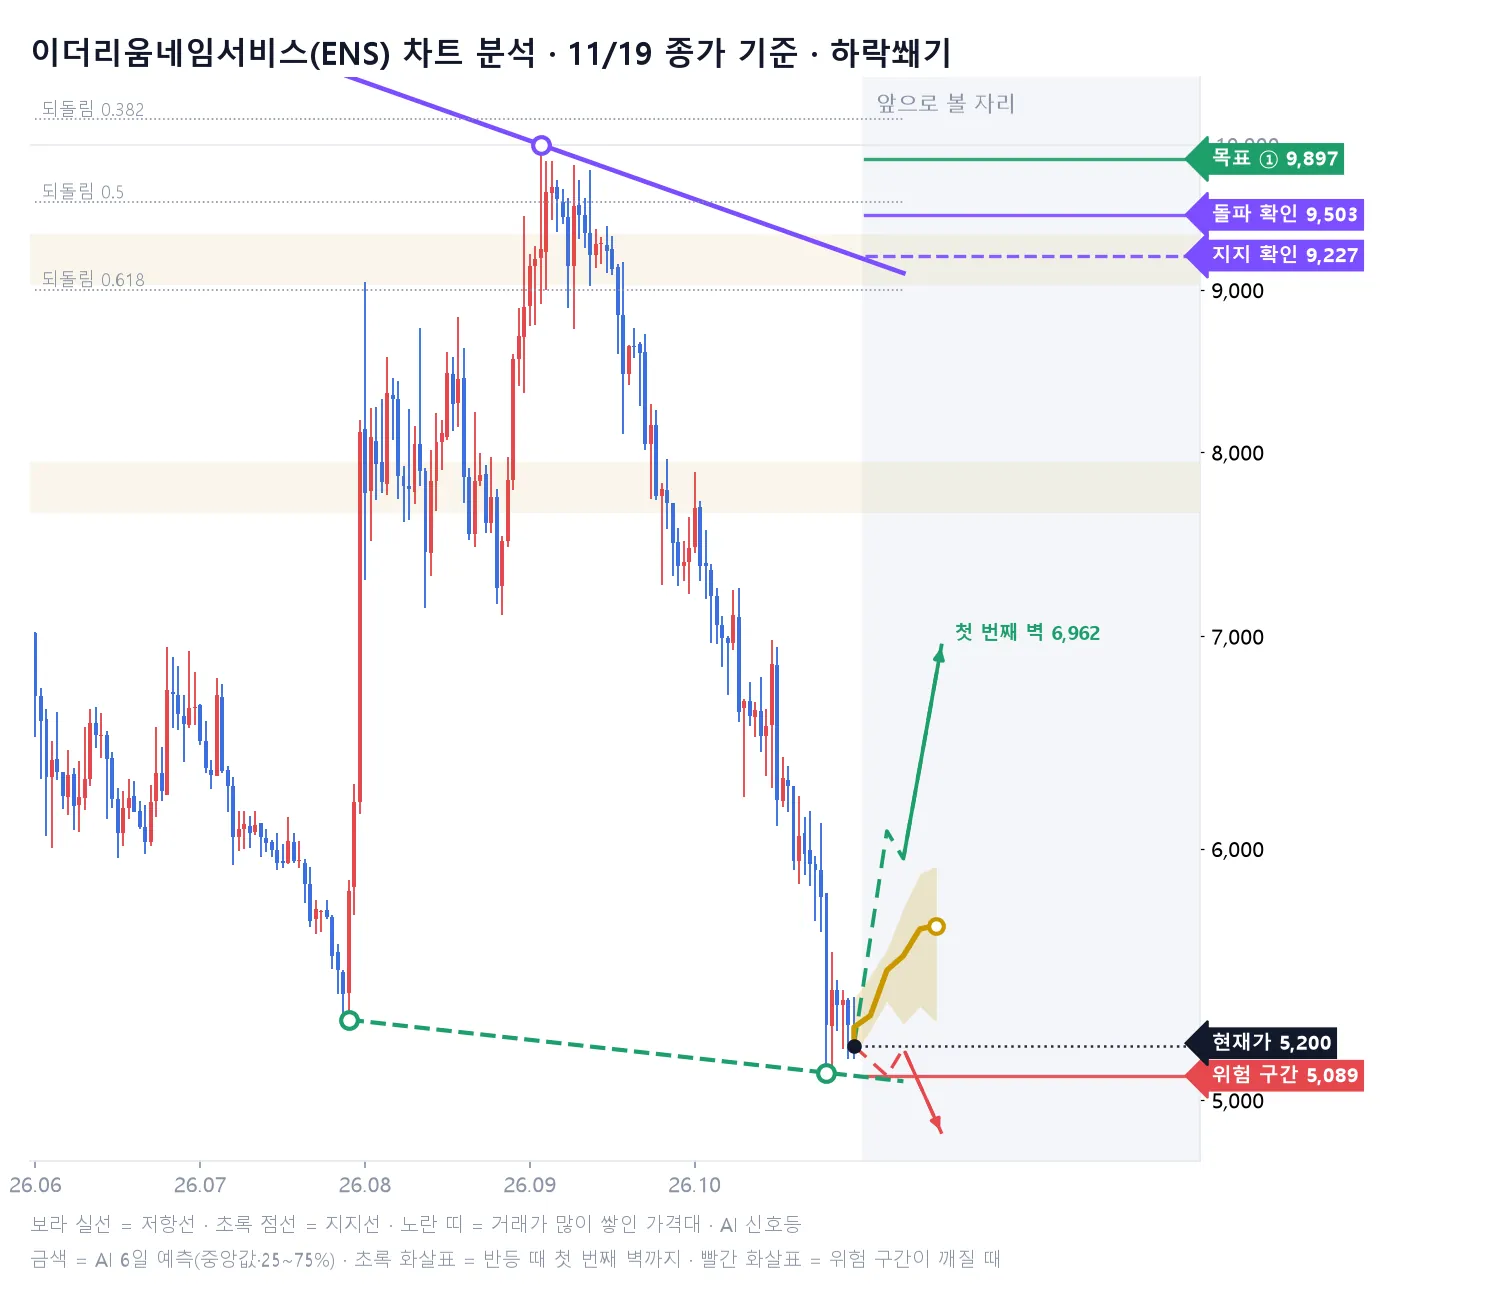 이더리움네임서비스(ENS) 차트 분석 · 11/19 종가 기준 · 하락쐐기
앞으로 볼 자리
되돌림 0.382
10,000
목표 ① 9,897
되돌림 0.5
돌파 확인 9,503
지지 확인 9,227
되돌림 0.618
9,000
8,000
첫 번째 벽 6,962
7,000
6,000
현재가 5,200
위험 구간 5,089
5,000
26.06 26.07 26.08 26.09 26.10
보라 실선 = 저항선 · 초록 점선 = 지지선 · 노란 띠 = 거래가 많이 쌓인 가격대 · AI 신호등
금색 = AI 6일 예측(중앙값·25~75%) · 초록 화살표 = 반등 때 첫 번째 벽까지 · 빨간 화살표 = 위험 구간이 깨질 때